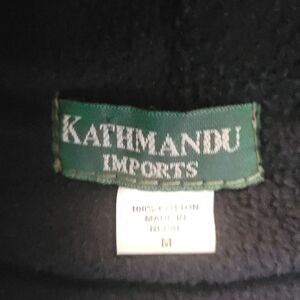 KATHMANDU
IMPORTS
100% COTTON
MADE IN
NEPAL
M